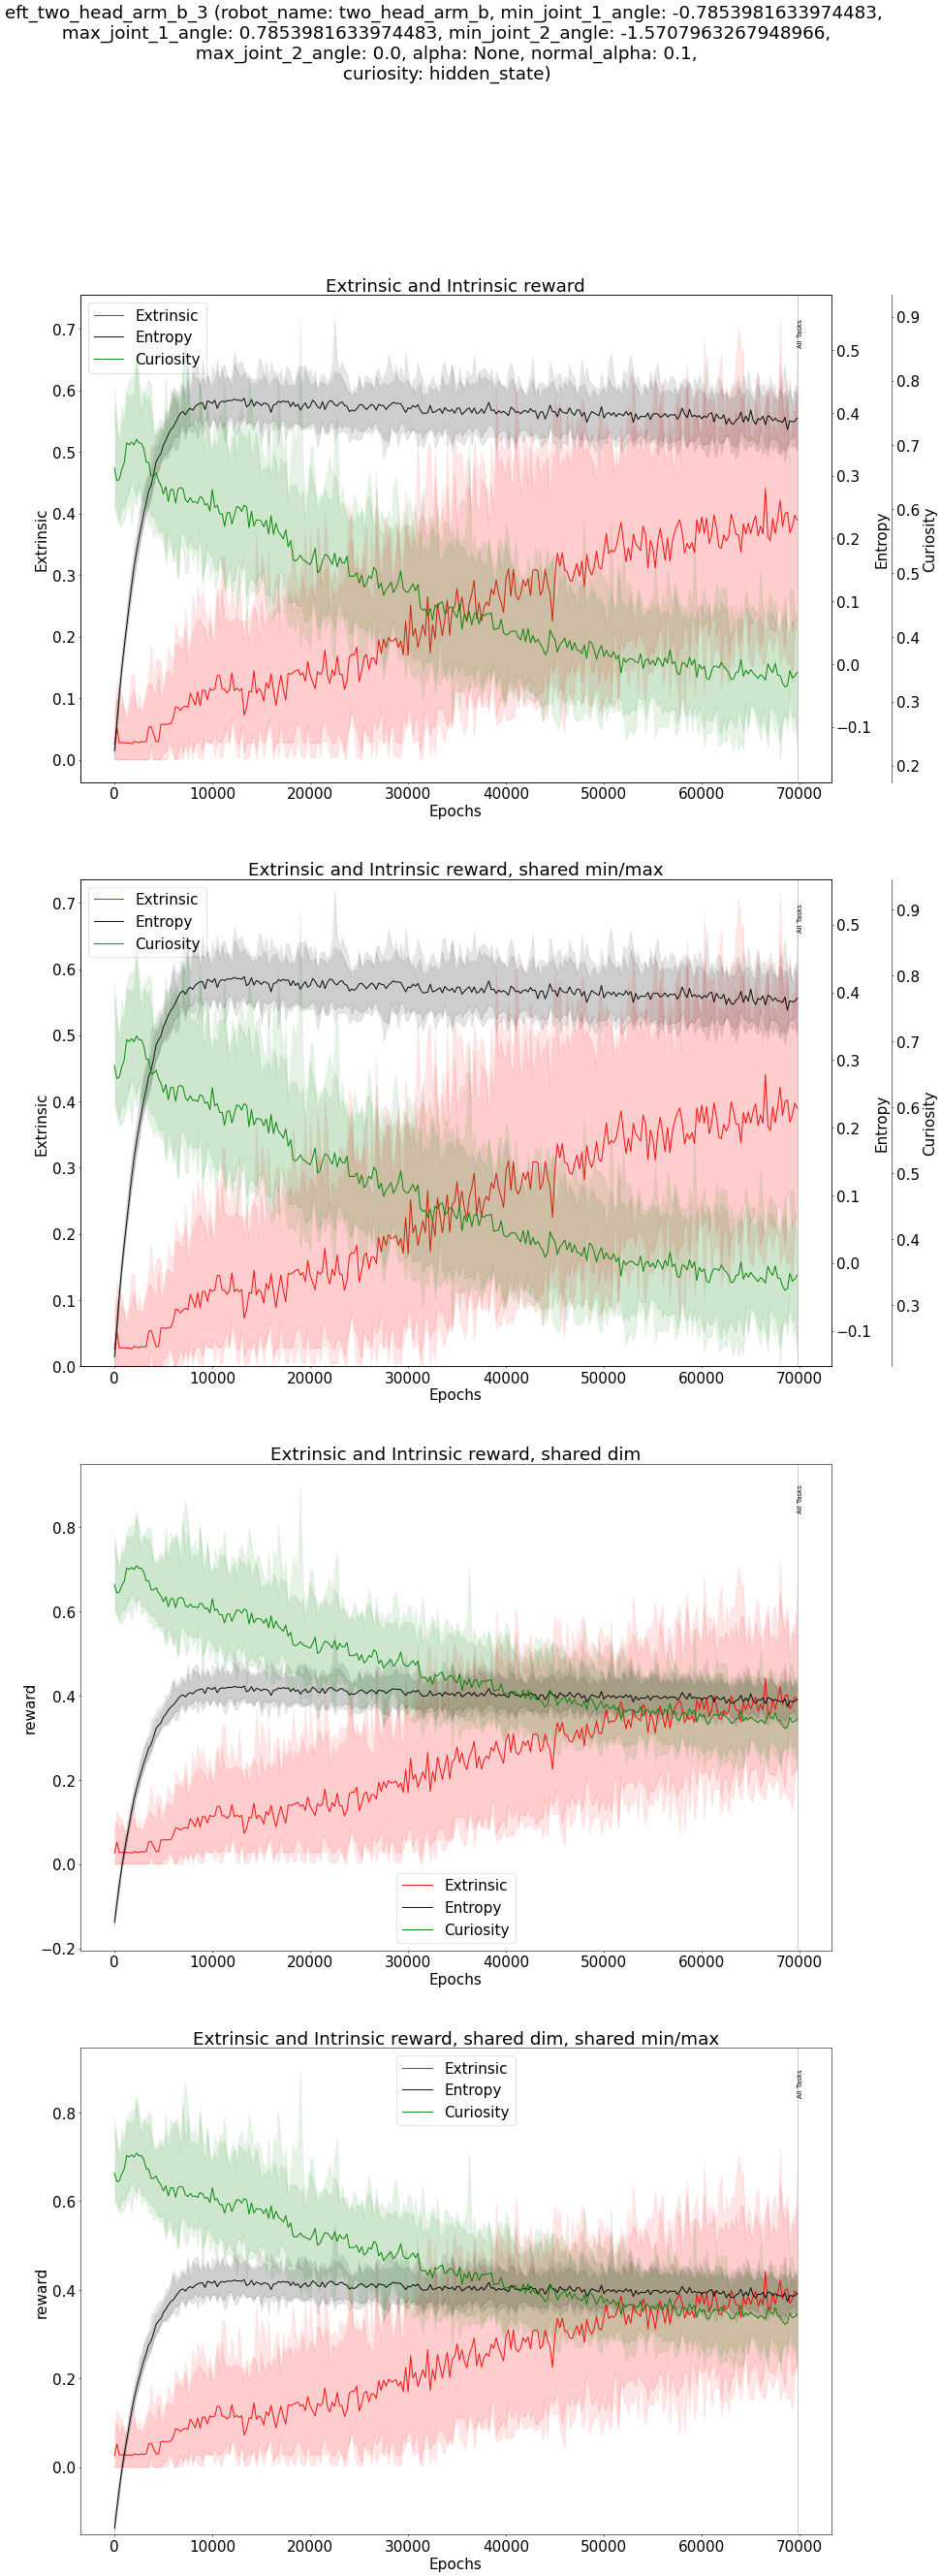 eft_two_head_arm_b_3 (robot_name: two_head_arm_b, min_joint_1_angle: -0.7853981633974483,
max_joint_1_angle: 0.7853981633974483, min_joint_2_angle: -1.5707963267948966,
max_joint_2_angle: 0.0, alpha: None, normal_alpha: 0.1,
curiosity: hidden_state)
Extrinsic and Intrinsic reward
Extrinsic
Entropy
Curiosity
All Tasks
0.7
0.6
0.5
0.4
0.3
0.2
0.1
0.0
Extrinsic
0.5
0.4
0.3
0.2
0.1
0.0
−0.1
Entropy
0.9
0.8
0.7
0.6
0.5
0.4
0.3
0.2
Curiosity
0 10000 20000 30000 40000 50000 60000 70000
Epochs
Extrinsic and Intrinsic reward, shared min/max
Extrinsic
Entropy
Curiosity
All Tasks
0.7
0.6
0.5
0.4
0.3
0.2
0.1
0.0
Extrinsic
0.5
0.4
0.3
0.2
0.1
0.0
−0.1
Entropy
0.9
0.8
0.7
0.6
0.5
0.4
0.3
Curiosity
0 10000 20000 30000 40000 50000 60000 70000
Epochs
Extrinsic and Intrinsic reward, shared dim
All Tasks
0.8
0.6
0.4
0.2
0.0
−0.2
reward
Extrinsic
Entropy
Curiosity
0 10000 20000 30000 40000 50000 60000 70000
Epochs
Extrinsic and Intrinsic reward, shared dim, shared min/max
Extrinsic
Entropy
Curiosity
All Tasks
0.8
0.6
0.4
0.2
0.0
reward
0 10000 20000 30000 40000 50000 60000 70000
Epochs